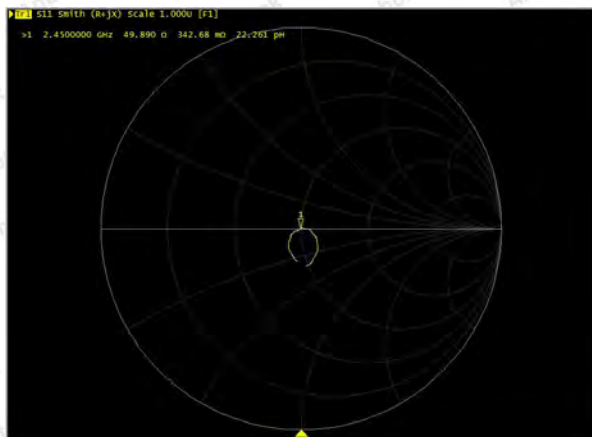 Tr1 S11 Smith (R+jX) Scale 1.000U [F1]
>1 2.4500000 GHz 49.890 Ω 342.68 mΩ 22.261 pH
1